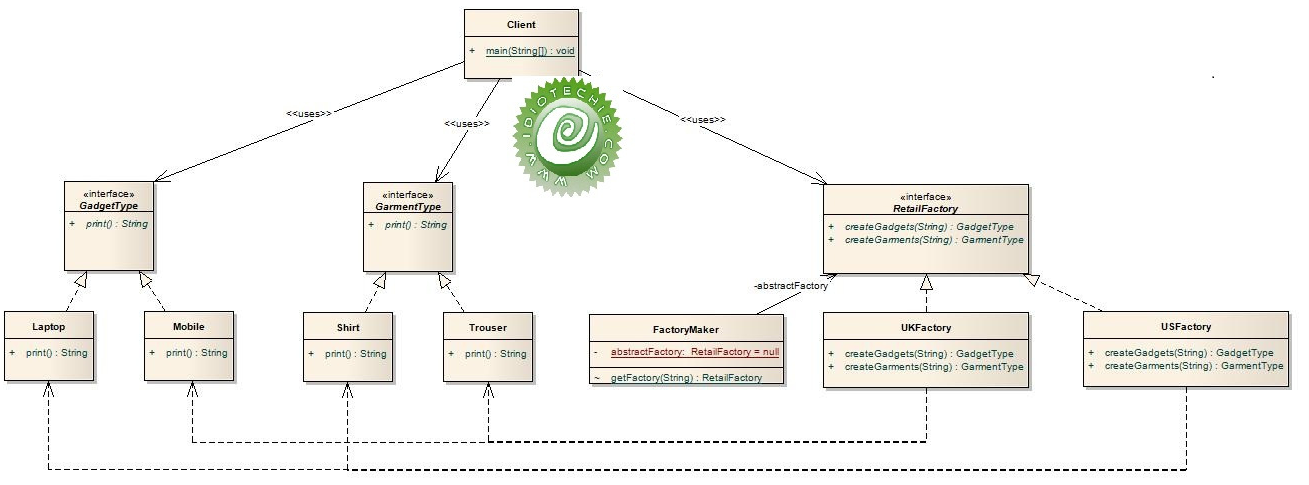 Client
+ main(String[]) : void
<<uses>>
<<uses>>
<<uses>>
WWW.IDIOTECHIE.COM
«interface»
GadgetType
+ print() : String
«interface»
GarmentType
+ print() : String
«interface»
RetailFactory
+ createGadgets(String) : GadgetType
+ createGarments(String) : GarmentType
-abstractFactory
Laptop
+ print() : String
Mobile
+ print() : String
Shirt
+ print() : String
Trouser
+ print() : String
FactoryMaker
- abstractFactory: RetailFactory = null
~ getFactory(String) : RetailFactory
UKFactory
+ createGadgets(String) : GadgetType
+ createGarments(String) : GarmentType
USFactory
+ createGadgets(String) : GadgetType
+ createGarments(String) : GarmentType